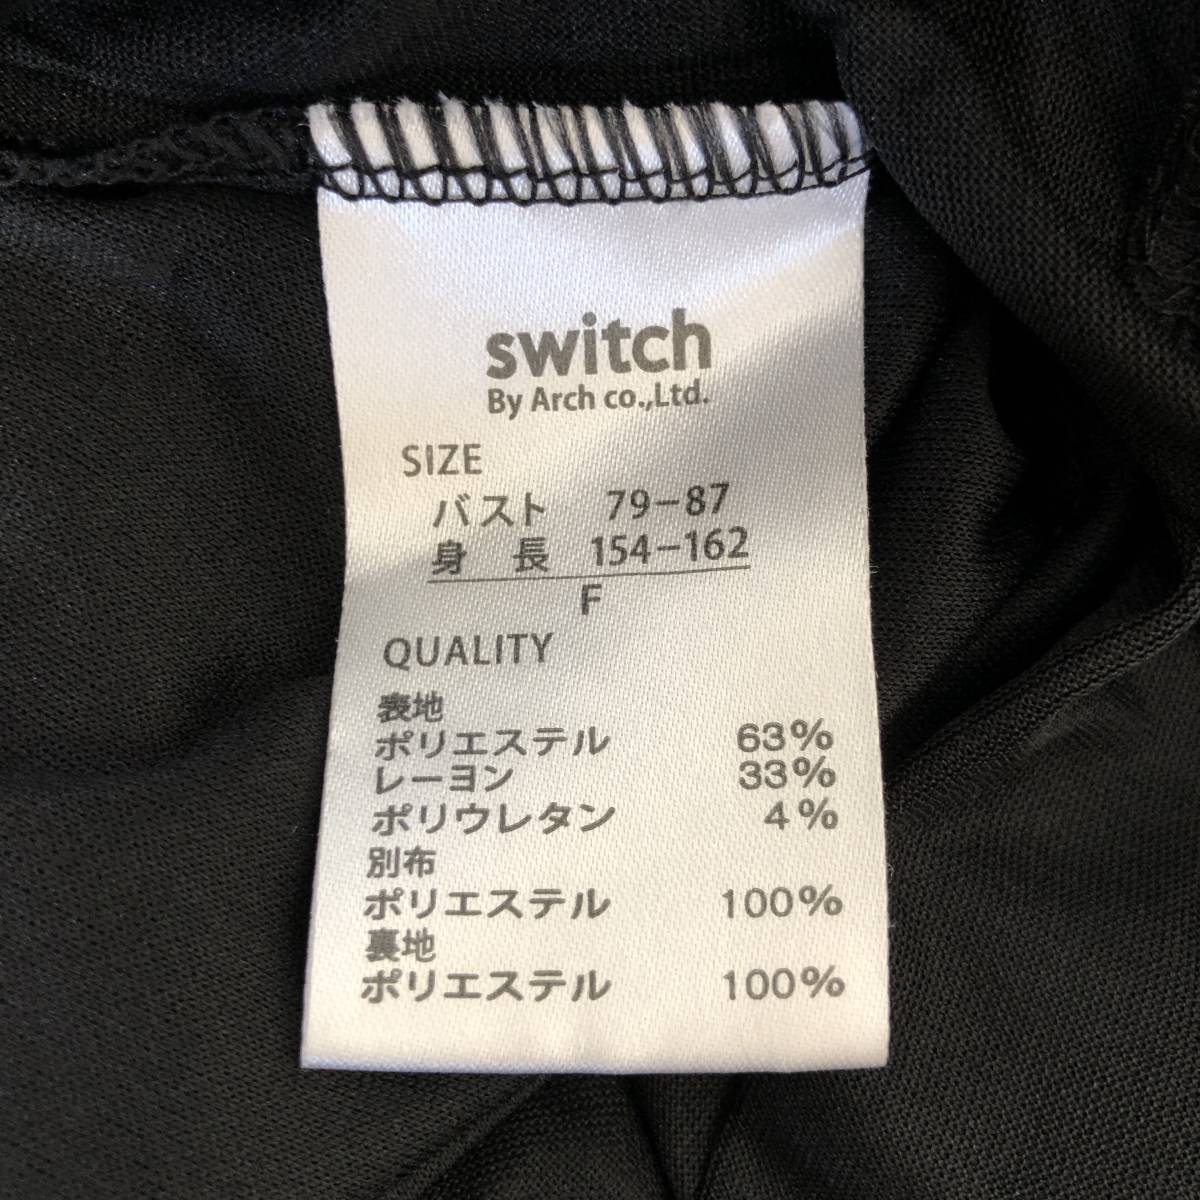 switch
By Arch co.,Ltd.
SIZE
バスト 79-87
身 長 154-162
F
QUALITY
表地
ポリエステル 63%
レーヨン 33%
ポリウレタン 4%
別布
ポリエステル 100%
裏地
ポリエステル 100%